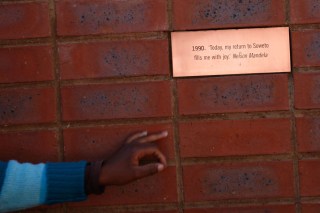 1990. 'Today, my return to Soweto
fills me with joy.' Nelson Mandela